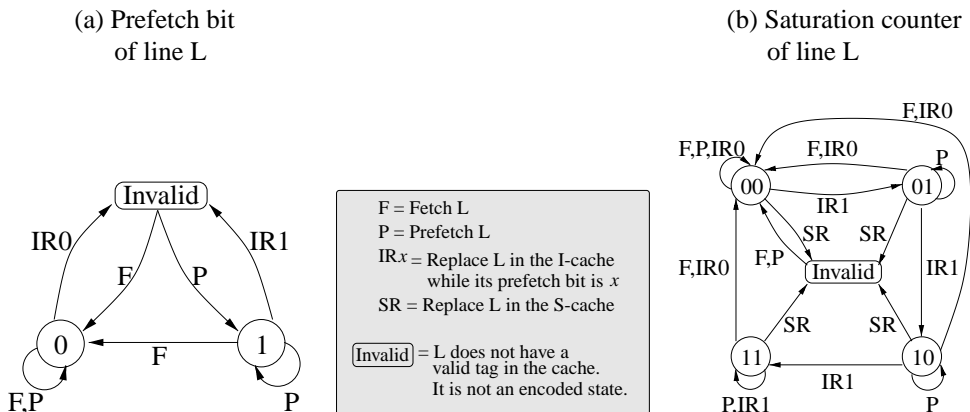 (a) Prefetch bit
of line L
Invalid
IR0
IR1
F
P
0
1
F
F,P
P
F = Fetch L
P = Prefetch L
IRx = Replace L in the I-cache
while its prefetch bit is x
SR = Replace L in the S-cache
Invalid = L does not have a
valid tag in the cache.
It is not an encoded state.
(b) Saturation counter
of line L
F,IR0
F,P,IR0
F,IR0
P
00
01
IR1
SR
SR
F,P
F,IR0
Invalid
IR1
SR
SR
11
10
IR1
P,IR1
P